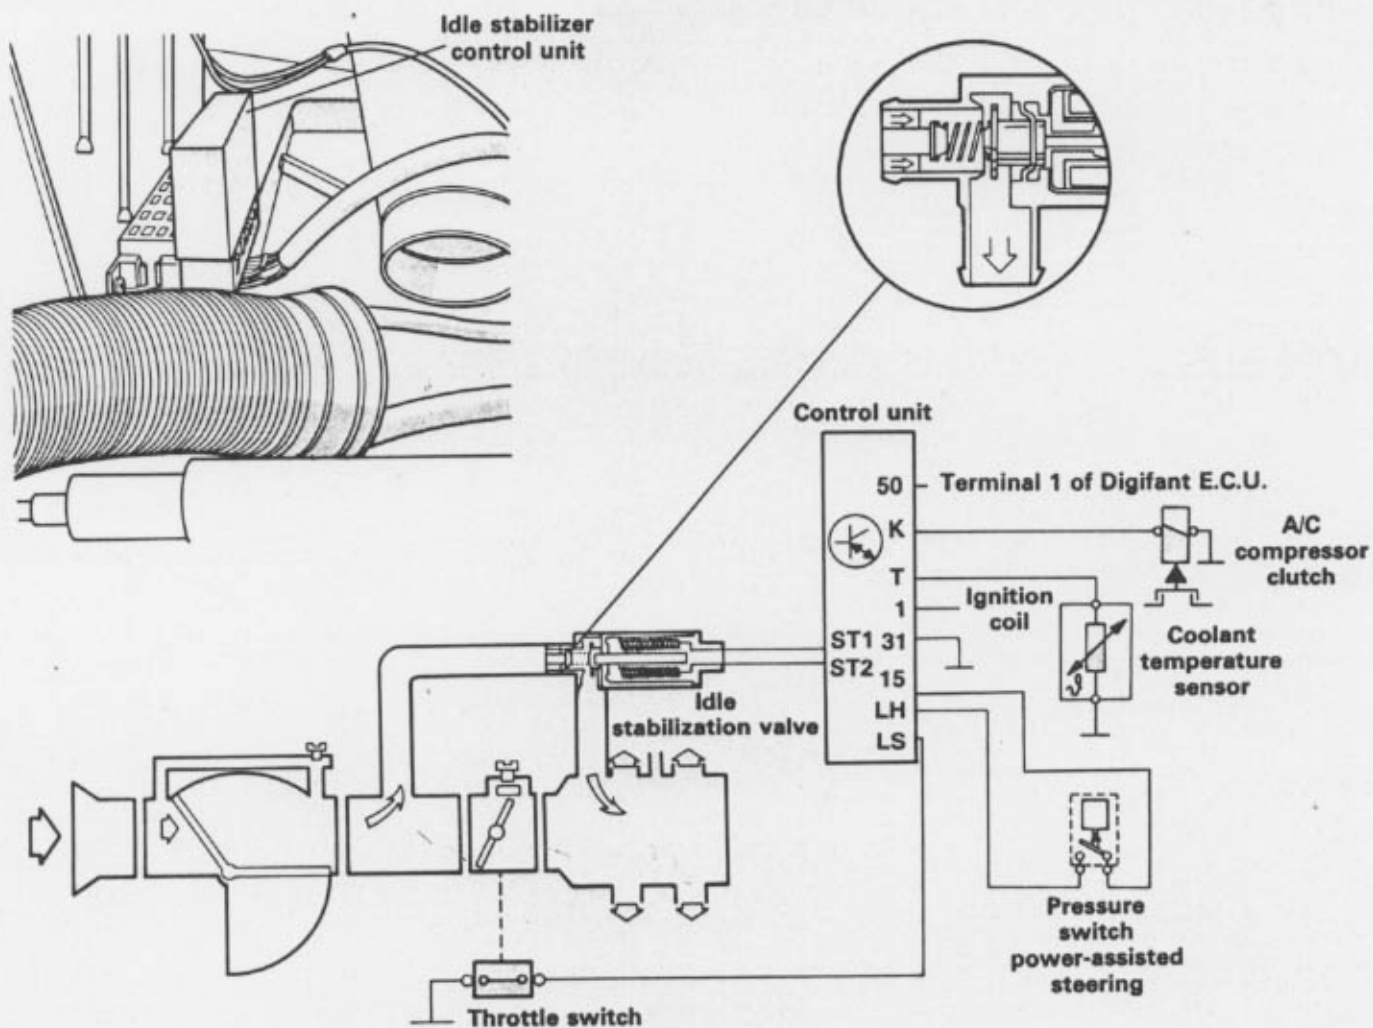 Idle stabilizer
control unit
Control unit
50
Terminal 1 of Digifant E.C.U.
K
A/C
compressor
clutch
T
1
Ignition
coil
ST1
31
ST2
15
Coolant
temperature
sensor
ϑ
Idle
stabilization valve
LH
LS
Pressure
switch
power-assisted
steering
Throttle switch